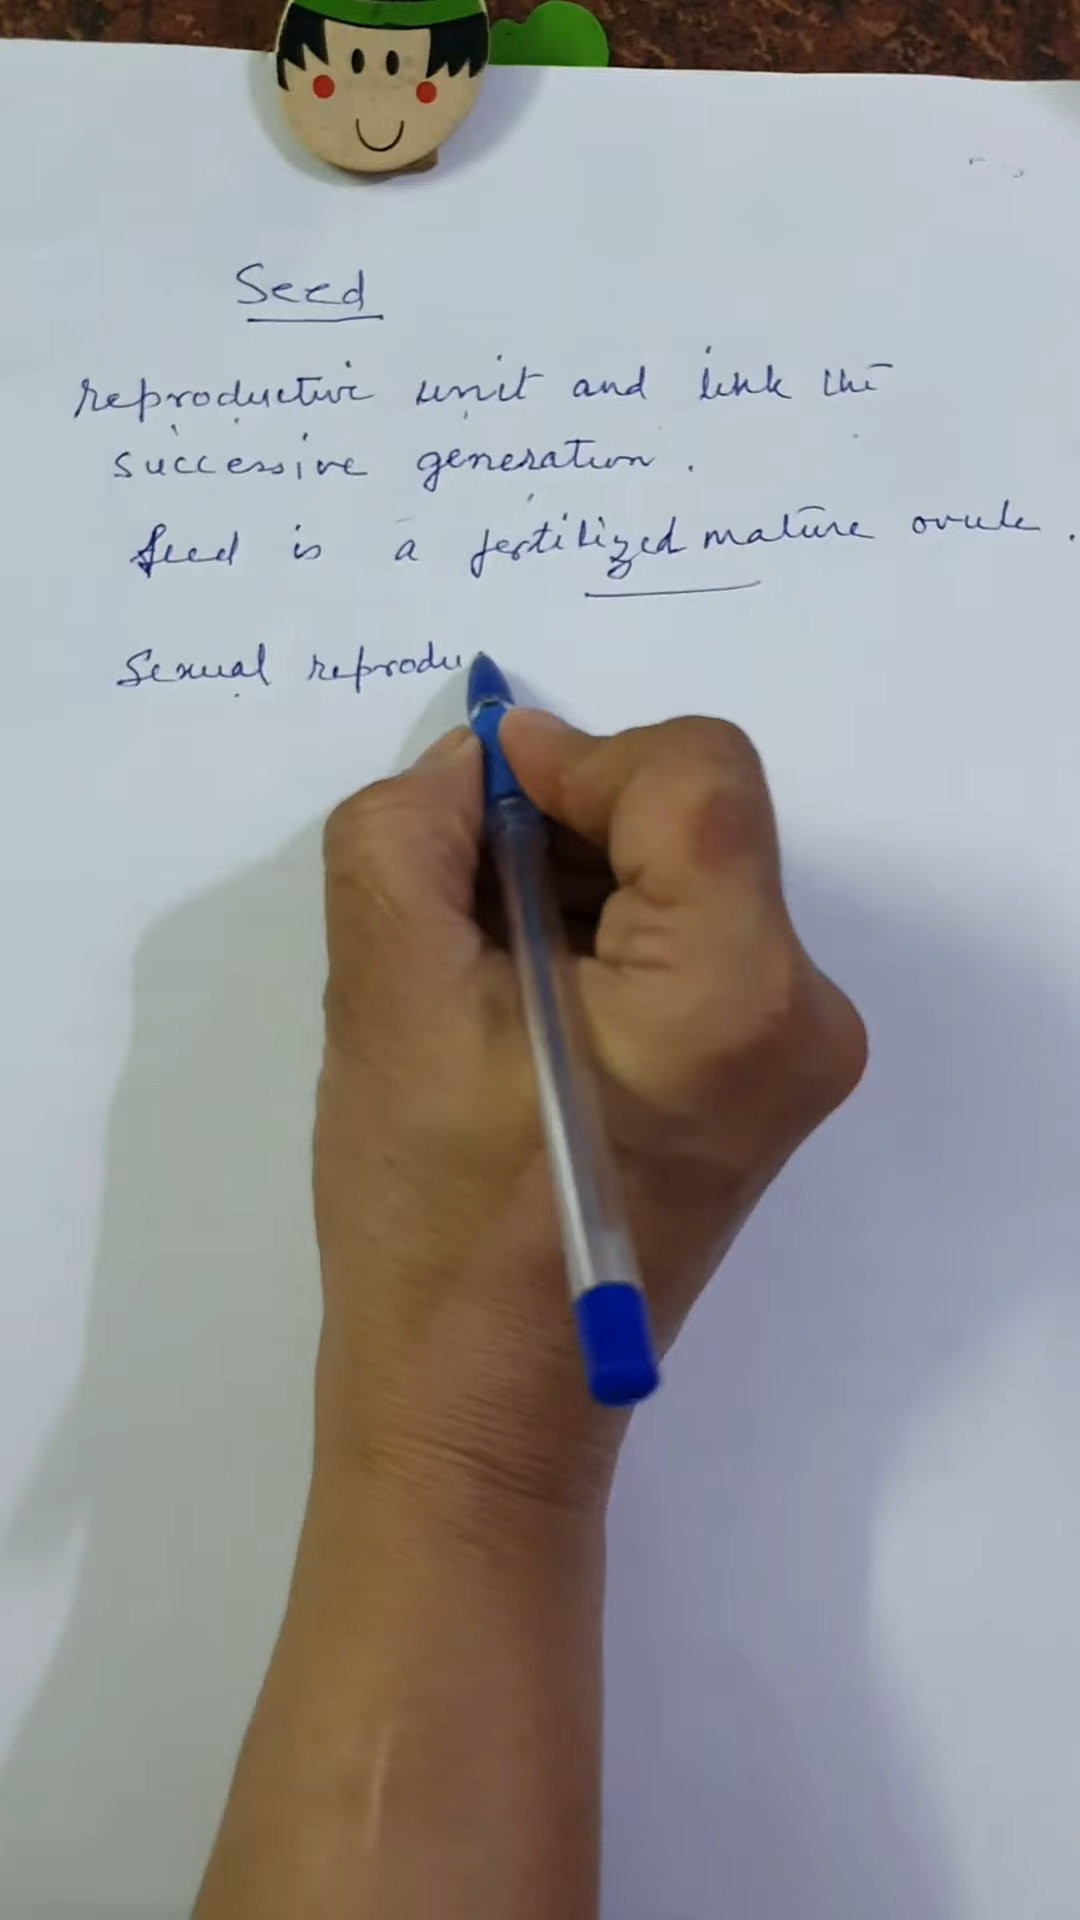 Seed
reproductive unit and link the
successive generation.
Seed is a fertilized mature ovule.
Sexual reprodu